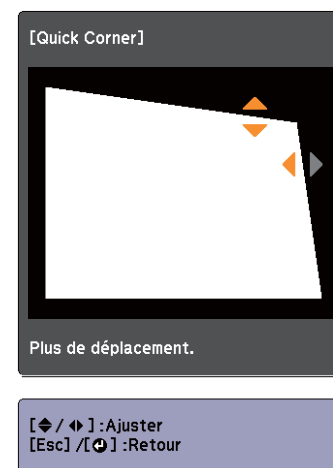 [Quick Corner]
Plus de déplacement.
[◆/◆] :Ajuster
[Esc] /[⏎] :Retour